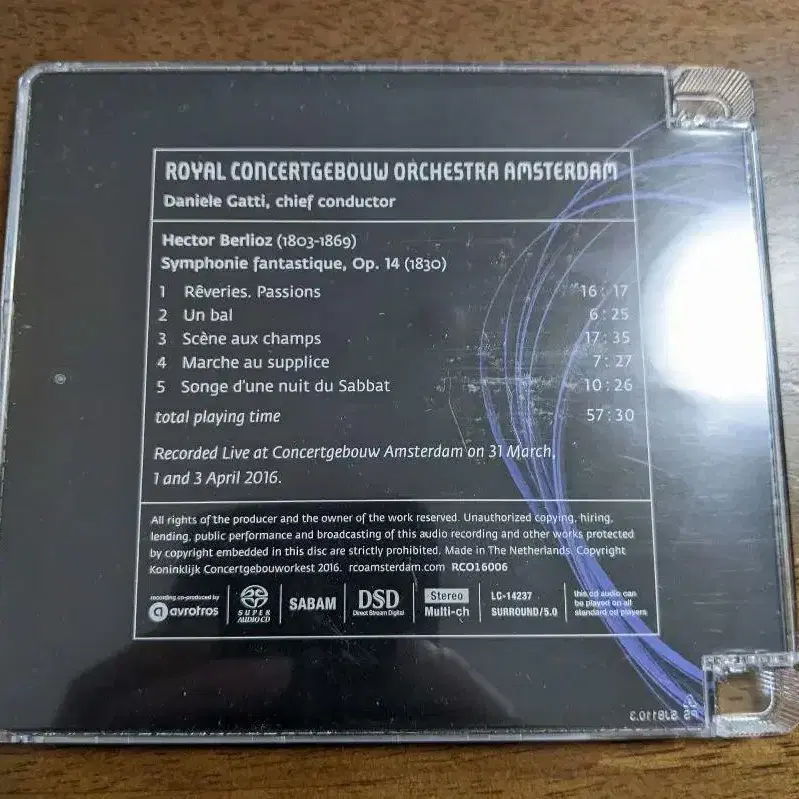 ROYAL CONCERTGEBOUW ORCHESTRA AMSTERDAM
Daniele Gatti, chief conductor
Hector Berlioz (1803-1869)
Symphonie fantastique, Op. 14 (1830)
1 Rêveries. Passions 16:17
2 Un bal 6:25
3 Scène aux champs 17:35
4 Marche au supplice 7:27
5 Songe d'une nuit du Sabbat 10:26
total playing time 57:30
Recorded Live at Concertgebouw Amsterdam on 31 March,
1 and 3 April 2016.
All rights of the producer and the owner of the work reserved. Unauthorized copying, hiring,
lending, public performance and broadcasting of this audio recording and other works protected
by copyright embedded in this disc are strictly prohibited. Made in The Netherlands. Copyright
Koninklijk Concertgebouworkest 2016. rcoamsterdam.com RCO16006
recording co-produced by
avrotros
SUPER AUDIO CD
SABAM
DSD
Direct Stream Digital
Stereo
Multi-ch
LC-14237
SURROUND/5.0
this cd audio can
be played on all
standard cd players